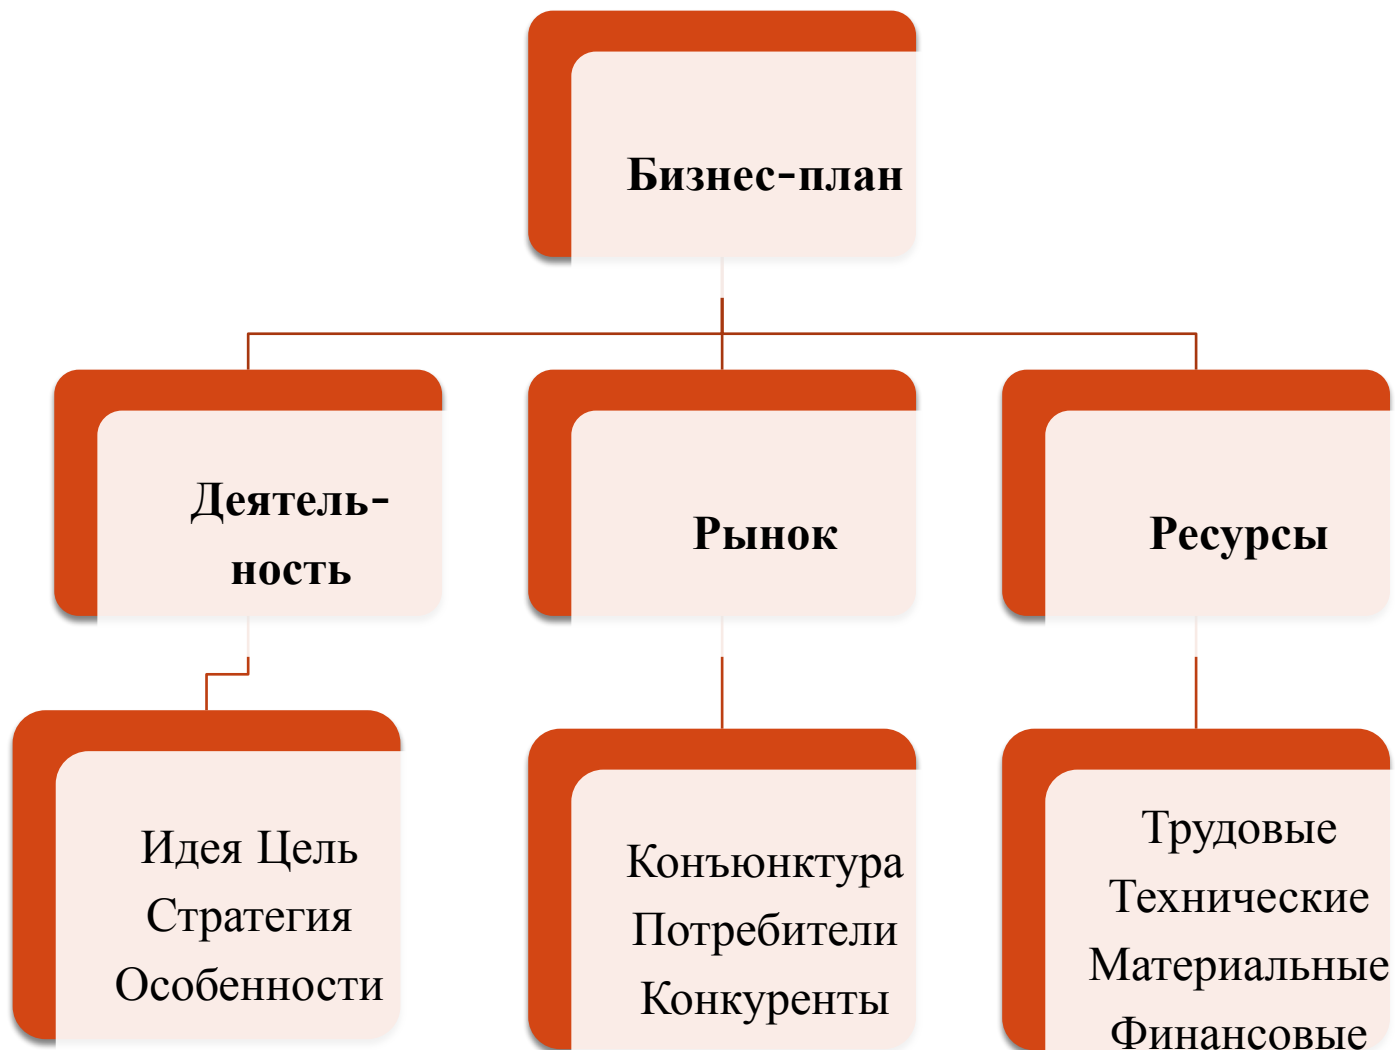 Бизнес-план
Деятель-
ность
Рынок
Ресурсы
Идея Цель
Стратегия
Особенности
Конъюнктура
Потребители
Конкуренты
Трудовые
Технические
Материальные
Финансовые